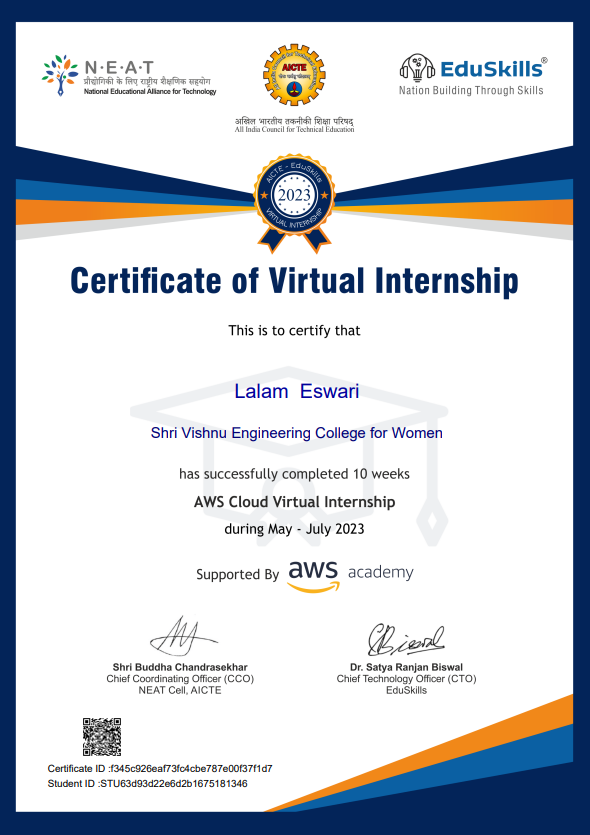 N·E·A·T
प्रौद्योगिकी के लिए राष्ट्रीय शैक्षणिक सहयोग
National Educational Alliance for Technology
AICTE
अखिल भारतीय तकनीकी शिक्षा परिषद्
All India Council for Technical Education
EduSkills®
Nation Building Through Skills
AICTE - EduSkills
2023
VIRTUAL INTERNSHIP
Certificate of Virtual Internship
This is to certify that
Lalam Eswari
Shri Vishnu Engineering College for Women
has successfully completed 10 weeks
AWS Cloud Virtual Internship
during May - July 2023
Supported By aws academy
Shri Buddha Chandrasekhar
Chief Coordinating Officer (CCO)
NEAT Cell, AICTE
Biswal
Dr. Satya Ranjan Biswal
Chief Technology Officer (CTO)
EduSkills
Certificate ID :f345c926eaf73fc4cbe787e00f37f1d7
Student ID :STU63d93d22e6d2b1675181346